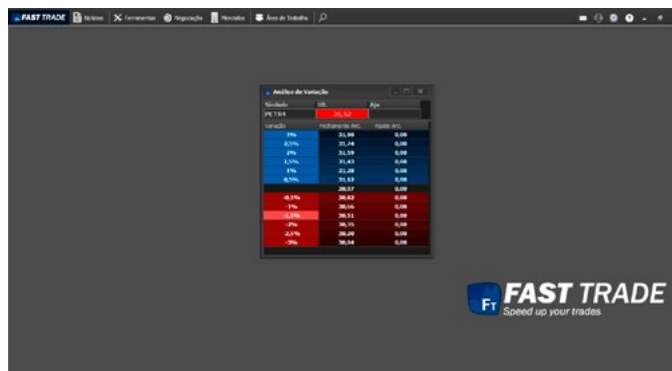 FAST TRADE Notícias Ferramentas Negociação Mercados Área de Trabalho
Análise de Variação
Símbolo Últ. Aju
PETR4 30,52
Variação Fechamento Ant. Ajuste Ant.
3% 31,90 0,00
2,5% 31,74 0,00
2% 31,59 0,00
1,5% 31,43 0,00
1% 31,28 0,00
0,5% 31,12 0,00
30,97 0,00
-0,5% 30,82 0,00
-1% 30,66 0,00
-1,5% 30,51 0,00
-2% 30,35 0,00
-2,5% 30,20 0,00
-3% 30,04 0,00
FT FAST TRADE
Speed up your trades